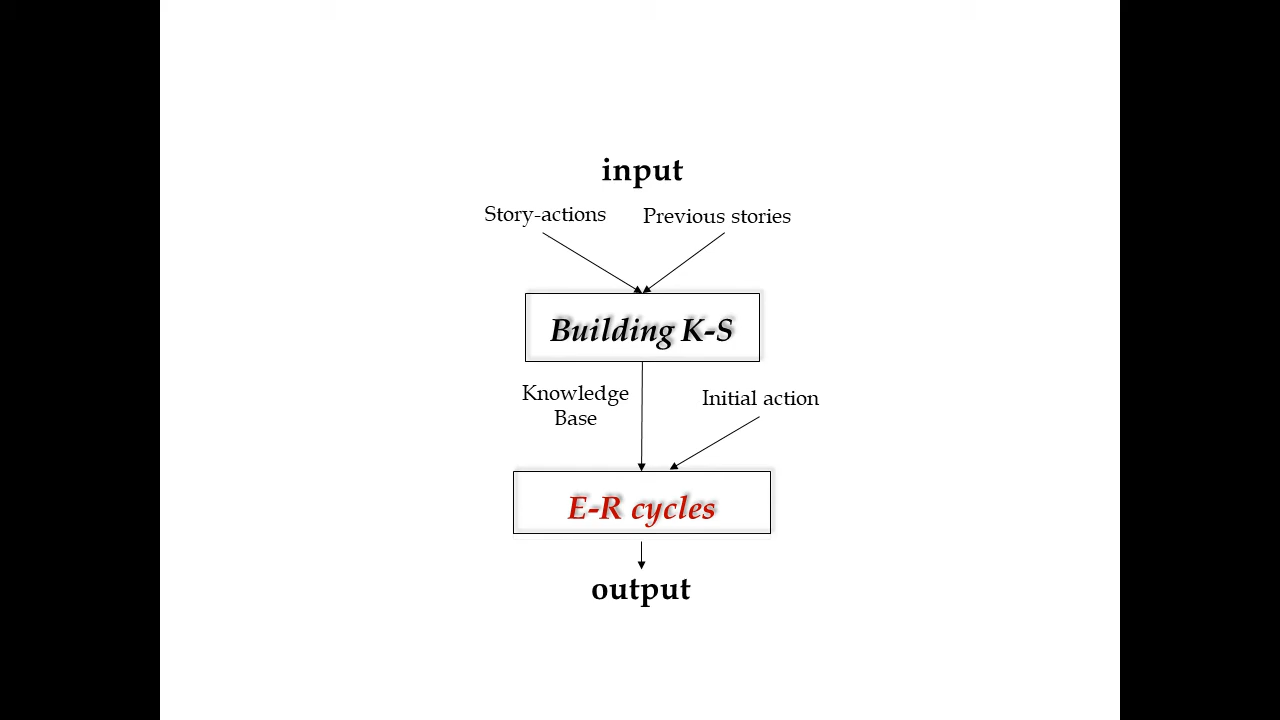 input
Story-actions
Previous stories
Building K-S
Knowledge
Base
Initial action
E-R cycles
output